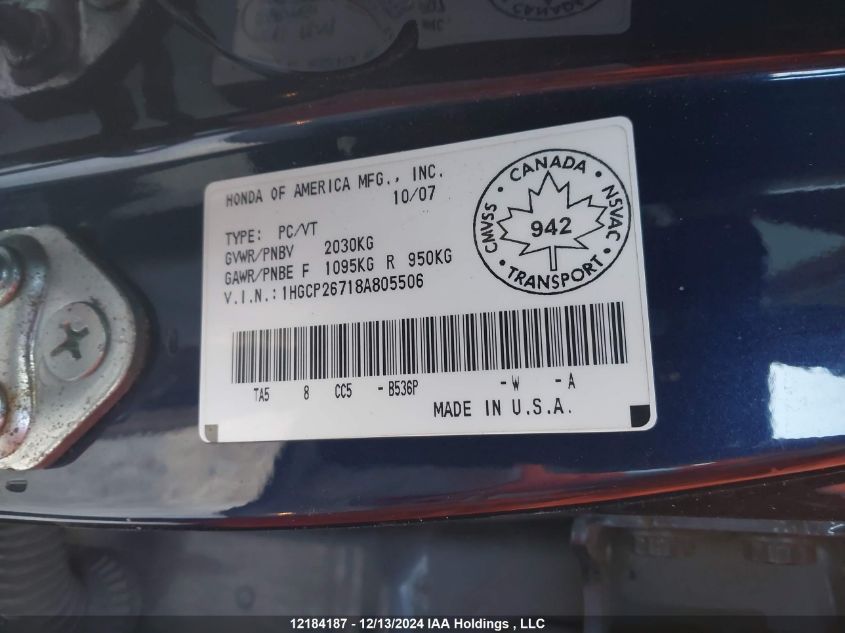 HONDA OF AMERICA MFG., INC.
10/07
TYPE: PC/VT
GVWR/PNBV 2030KG
GAWR/PNBE F 1095KG R 950KG
V.I.N.: 1HGCP26718A805506
CANADA
CMVSS
942
NSVAC
TRANSPORT
TA5 8 CC5 -B536P -W -A
MADE IN U.S.A.
12184187 - 12/13/2024 IAA Holdings , LLC